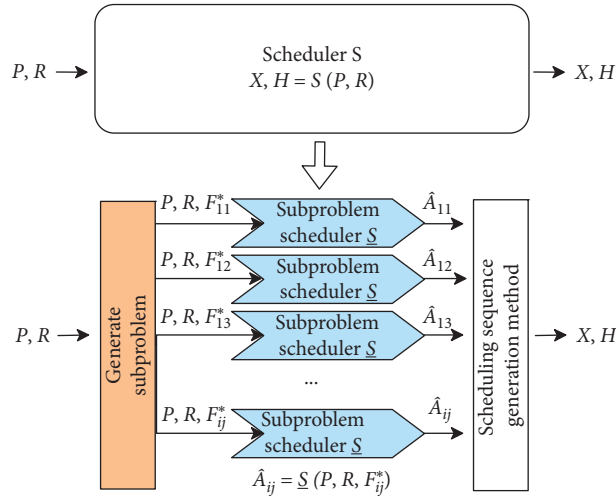 Scheduler S
P, R
X, H = S (P, R)
X, H
P, R, F*₁₁
Subproblem
scheduler S̲
Â₁₁
P, R, F*₁₂
Subproblem
scheduler S̲
Â₁₂
P, R
Generate
subproblem
P, R, F*₁₃
Subproblem
scheduler S̲
Â₁₃
Scheduling sequence
generation method
X, H
...
P, R, F*ᵢⱼ
Subproblem
scheduler S̲
Âᵢⱼ
Âᵢⱼ = S̲ (P, R, F*ᵢⱼ)